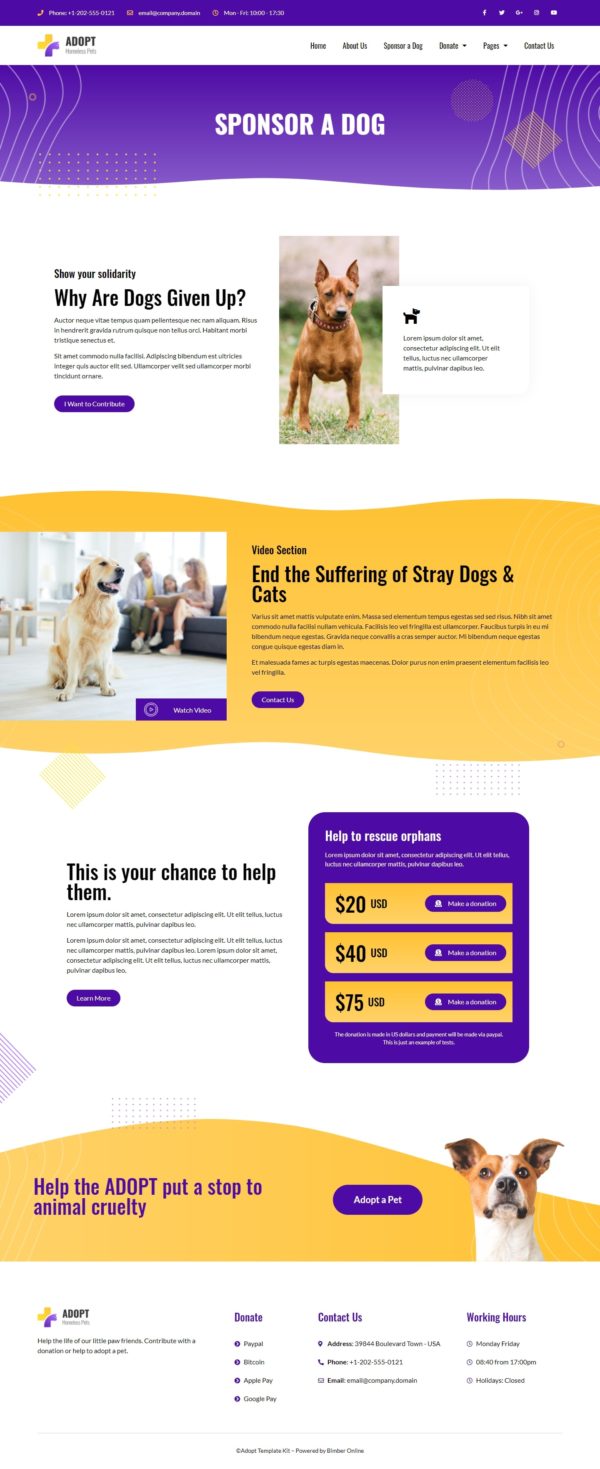 Phone: +1-202-555-0121
email@company.domain
Mon - Fri: 10:00 - 17:30
ADOPT
Homeless Pets
Home
About Us
Sponsor a Dog
Donate
Pages
Contact Us
SPONSOR A DOG
Show your solidarity
Why Are Dogs Given Up?
Auctor neque vitae tempus quam pellentesque nec nam aliquam. Risus
in hendrerit gravida rutrum quisque non tellus orci. Habitant morbi
tristique senectus et.
Sit amet commodo nulla facilisi. Adipiscing bibendum est ultricies
integer quis auctor elit sed. Ullamcorper velit sed ullamcorper morbi
tincidunt ornare.
I Want to Contribute
Lorem ipsum dolor sit amet,
consectetur adipiscing elit. Ut elit
tellus, luctus nec ullamcorper
mattis, pulvinar dapibus leo.
Video Section
End the Suffering of Stray Dogs &
Cats
Varius sit amet mattis vulputate enim. Massa sed elementum tempus egestas sed sed risus. Nibh sit amet
commodo nulla facilisi nullam vehicula. Facilisis leo vel fringilla est ullamcorper. Faucibus turpis in eu mi
bibendum neque egestas. Gravida neque convallis a cras semper auctor. Mi bibendum neque egestas
congue quisque egestas diam in.
Et malesuada fames ac turpis egestas maecenas. Dolor purus non enim praesent elementum facilisis leo
vel fringilla.
Contact Us
Watch Video
This is your chance to help
them.
Lorem ipsum dolor sit amet, consectetur adipiscing elit. Ut elit tellus, luctus
nec ullamcorper mattis, pulvinar dapibus leo.
Lorem ipsum dolor sit amet, consectetur adipiscing elit. Ut elit tellus, luctus
nec ullamcorper mattis, pulvinar dapibus leo. Lorem ipsum dolor sit amet,
consectetur adipiscing elit. Ut elit tellus, luctus nec ullamcorper mattis,
pulvinar dapibus leo.
Learn More
Help to rescue orphans
Lorem ipsum dolor sit amet, consectetur adipiscing elit. Ut elit tellus,
luctus nec ullamcorper mattis, pulvinar dapibus leo.
$20 USD
Make a donation
$40 USD
Make a donation
$75 USD
Make a donation
The donation is made in US dollars and payment will be made via paypal.
This is just an example of tests.
Help the ADOPT put a stop to
animal cruelty
Adopt a Pet
ADOPT
Homeless Pets
Help the life of our little paw friends. Contribute with a
donation or help to adopt a pet.
Donate
Paypal
Bitcoin
Apple Pay
Google Pay
Contact Us
Address: 39844 Boulevard Town - USA
Phone: +1-202-555-0121
Email: email@company.domain
Working Hours
Monday Friday
08:40 from 17:00pm
Holidays: Closed
©Adopt Template Kit – Powered by Bimber Online